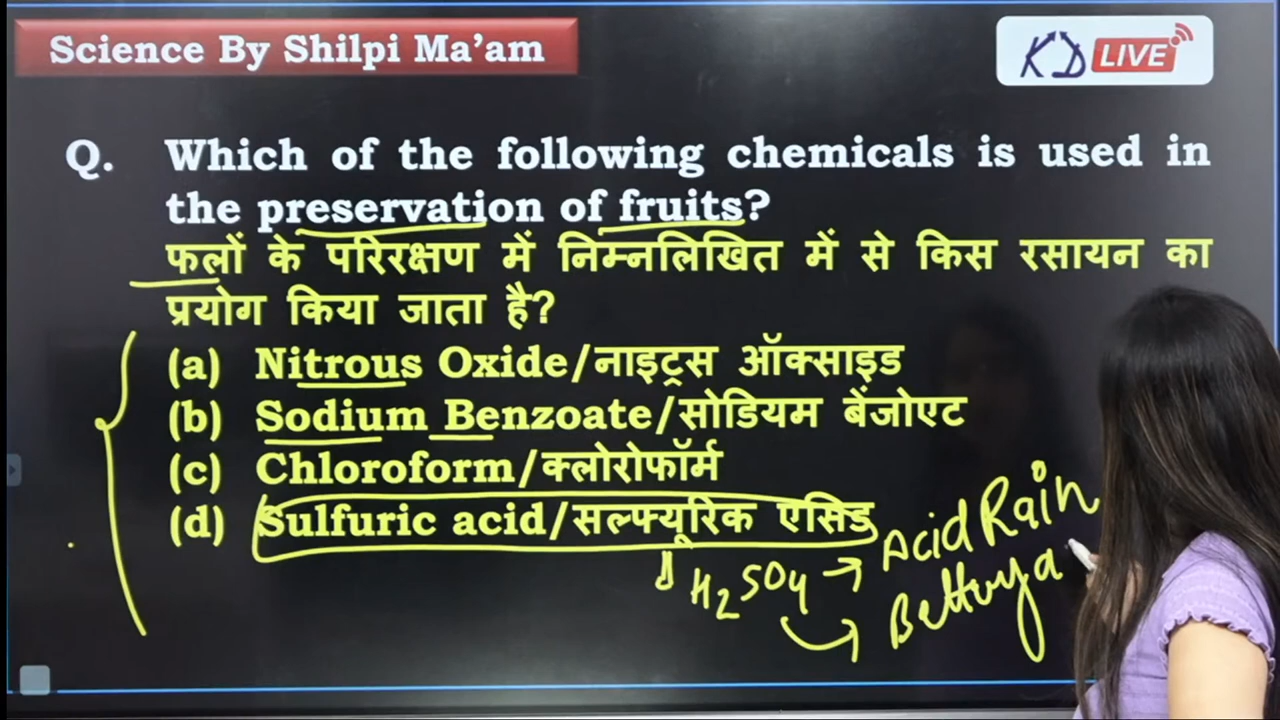 Science By Shilpi Ma'am
KD LIVE
Q. Which of the following chemicals is used in
the preservation of fruits?
फलों के परिरक्षण में निम्नलिखित में से किस रसायन का
प्रयोग किया जाता है?
(a) Nitrous Oxide/नाइट्रस ऑक्साइड
(b) Sodium Benzoate/सोडियम बेंजोएट
(c) Chloroform/क्लोरोफॉर्म
(d) Sulfuric acid/सल्फ्यूरिक एसिड
H2SO4 → Acid Rain